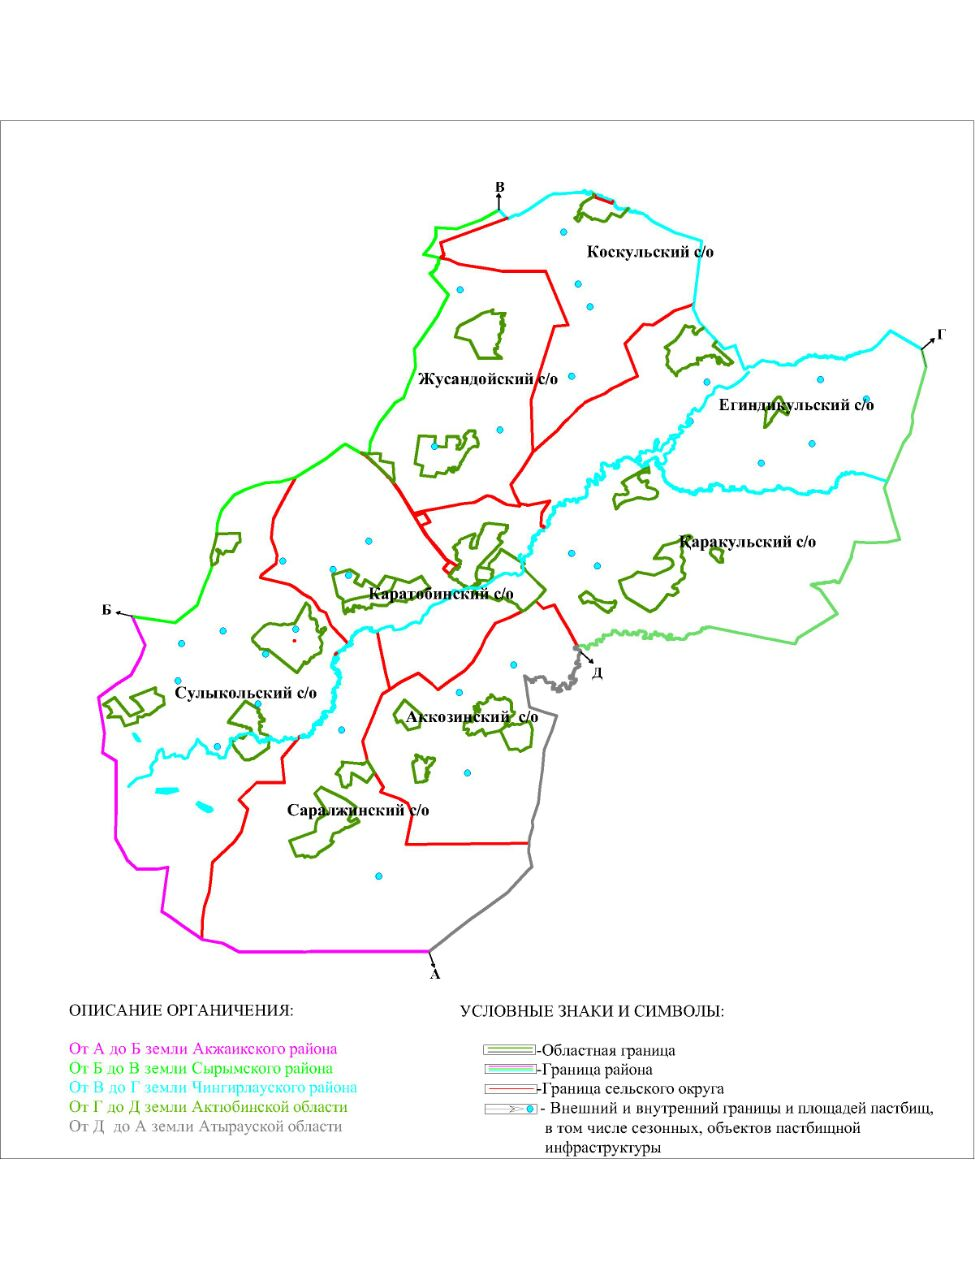 В
Коскульский с/о
Г
Жусандойский с/о
Егиндикульский с/о
Қаракульский с/о
Каратобинский с/о
Б
Д
Сулыкольский с/о
Аккозинский с/о
Саралжинский с/о
А
ОПИСАНИЕ ОРГАНИЧЕНИЯ:
От А до Б земли Акжаикского района
От Б до В земли Сырымского района
От В до Г земли Чингирлауского района
От Г до Д земли Актюбинской области
От Д до А земли Атырауской области
УСЛОВНЫЕ ЗНАКИ И СИМВОЛЫ:
-Областная граница
-Граница района
-Граница сельского округа
- Внешний и внутренний границы и площадей пастбищ,
в том числе сезонных, объектов пастбищной
инфраструктуры